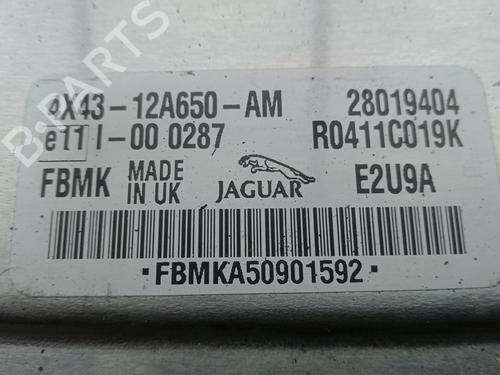 B-PARTS
4X43-12A650-AM 28019404
e11 I-00 0287 R0411C019K
FBMK MADE IN UK JAGUAR E2U9A
*FBMKA50901592*